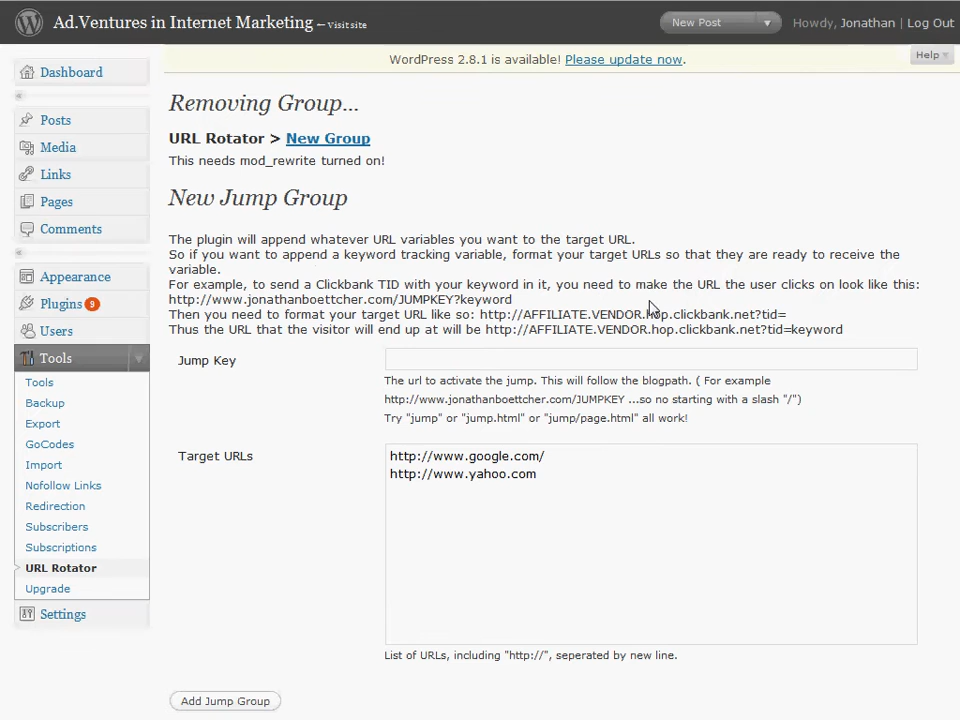 Ad.Ventures in Internet Marketing – Visit site
New Post
Howdy, Jonathan | Log Out
WordPress 2.8.1 is available! Please update now.
Help
Dashboard
Posts
Media
Links
Pages
Comments
Appearance
Plugins 9
Users
Tools
Tools
Backup
Export
GoCodes
Import
Nofollow Links
Redirection
Subscribers
Subscriptions
URL Rotator
Upgrade
Settings
Removing Group...
URL Rotator > New Group
This needs mod_rewrite turned on!
New Jump Group
The plugin will append whatever URL variables you want to the target URL.
So if you want to append a keyword tracking variable, format your target URLs so that they are ready to receive the
variable.
For example, to send a Clickbank TID with your keyword in it, you need to make the URL the user clicks on look like this:
http://www.jonathanboettcher.com/JUMPKEY?keyword
Then you need to format your target URL like so: http://AFFILIATE.VENDOR.hop.clickbank.net?tid=
Thus the URL that the visitor will end up at will be http://AFFILIATE.VENDOR.hop.clickbank.net?tid=keyword
Jump Key
The url to activate the jump. This will follow the blogpath. ( For example
http://www.jonathanboettcher.com/JUMPKEY ...so no starting with a slash "/")
Try "jump" or "jump.html" or "jump/page.html" all work!
Target URLs
http://www.google.com/
http://www.yahoo.com
List of URLs, including "http://", seperated by new line.
Add Jump Group